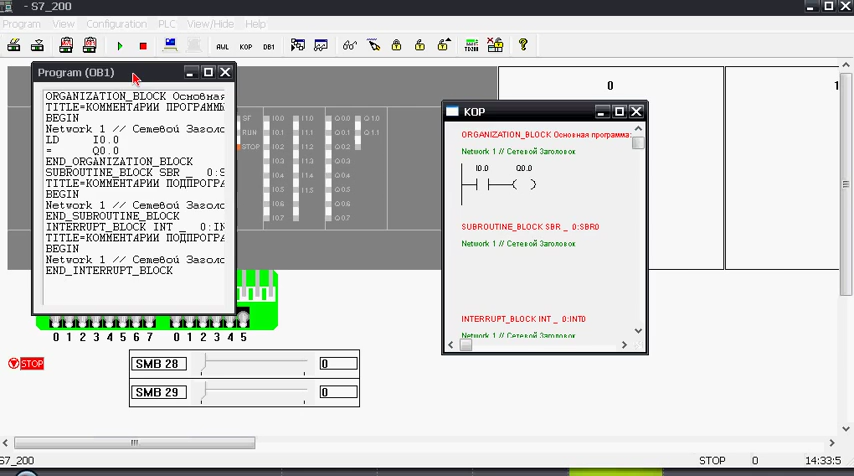 - S7_200
Program View Configuration PLC View/Hide Help
AWL KOP DB1
Program (OB1)
ORGANIZATION_BLOCK Основная
TITLE=КОММЕНТАРИИ ПРОГРАММЫ
BEGIN
Network 1 // Сетевой Заголо
LD I0.0
= Q0.0
END_ORGANIZATION_BLOCK
SUBROUTINE_BLOCK SBR _ 0:S
TITLE=КОММЕНТАРИИ ПОДПРОГРА
BEGIN
Network 1 // Сетевой Заголо
END_SUBROUTINE_BLOCK
INTERRUPT_BLOCK INT _ 0:IN
TITLE=КОММЕНТАРИИ ПОДПРОГРА
BEGIN
Network 1 // Сетевой Заголо
END_INTERRUPT_BLOCK
SF I0.0 I1.0 Q0.0 Q1.0
RUN I0.1 I1.1 Q0.1 Q1.1
STOP I0.2 I1.2 Q0.2
I0.3 I1.3 Q0.3
I0.4 I1.4 Q0.4
I0.5 I1.5 Q0.5
I0.6 Q0.6
I0.7 Q0.7
KOP
ORGANIZATION_BLOCK Основная программа:
Network 1 // Сетевой Заголовок
I0.0 Q0.0
SUBROUTINE_BLOCK SBR _ 0:SBR0
Network 1 // Сетевой Заголовок
INTERRUPT_BLOCK INT _ 0:INT0
Network 1 // Сетевой Заголовок
0
1
0 1 2 3 4 5 6 7 0 1 2 3 4 5
STOP
SMB 28 0
SMB 29 0
S7_200 STOP 0 14:33:5